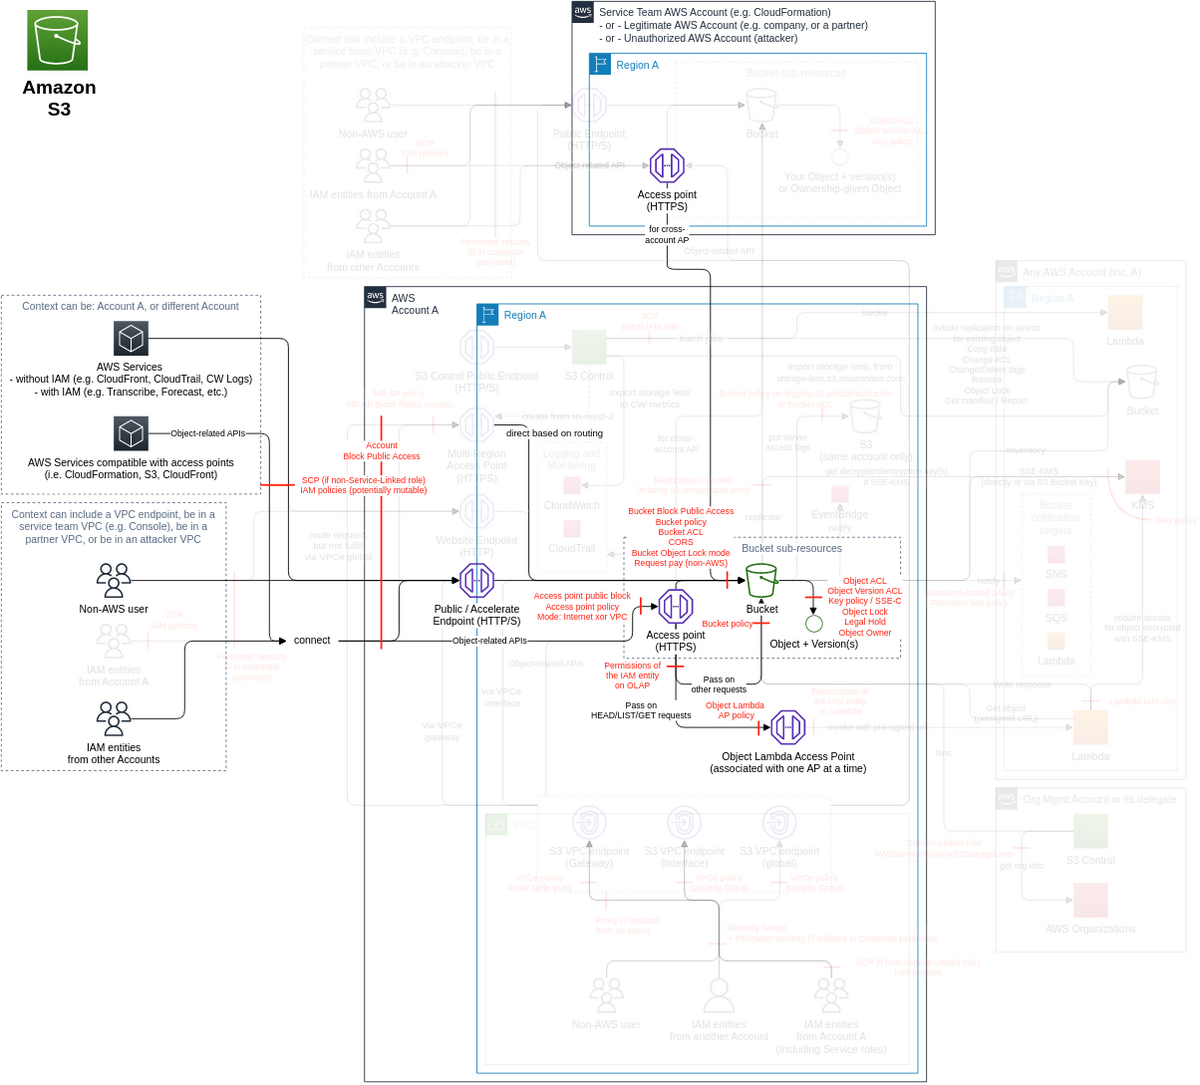 Amazon
S3
Context can include a VPC endpoint, be in a
service team VPC (e.g. Console), be in a
partner VPC, or be in an attacker VPC
Non-AWS user
SCP
IAM policies
IAM entities from Account A
IAM entities
from other Accounts
Perimeter security
(if in corporate
perimeter)
aws
Service Team AWS Account (e.g. CloudFormation)
- or - Legitimate AWS Account (e.g. company, or a partner)
- or - Unauthorized AWS Account (attacker)
Region A
Bucket sub-resources
Public Endpoint
(HTTP/S)
Bucket
Object ACL
Object version ACL
Key policy
Object-related API
Your Object + version(s)
or Ownership-given Object
Access point
(HTTPS)
for cross-
account AP
Object-related API
Context can be: Account A, or different Account
AWS Services
- without IAM (e.g. CloudFront, CloudTrail, CW Logs)
- with IAM (e.g. Transcribe, Forecast, etc.)
Object-related APIs
AWS Services compatible with access points
(i.e. CloudFormation, S3, CloudFront)
Context can include a VPC endpoint, be in a
service team VPC (e.g. Console), be in a
partner VPC, or be in an attacker VPC
Non-AWS user
SCP
IAM policies
IAM entities
from Account A
Perimeter security
(if in corporate
perimeter)
IAM entities
from other Accounts
connect
Account
Block Public Access
SCP (if non-Service-Linked role)
IAM policies (potentially mutable)
aws
AWS
Account A
Region A
S3 Control Public Endpoint
(HTTP/S)
SCP
Batch IAM role
batch jobs
S3 Control
invoke
export storage lens, from
storage-lens.s3.amazonaws.com
export storage lens
to CW metrics
MR AP policy
MR AP Block Public Access
create from us-west-2
direct based on routing
Multi-Region
Access Point
(HTTPS)
Logging and
Monitoring
CloudWatch
CloudTrail
Website Endpoint
(HTTP)
route request
but not fulfill
via VPCe global
Bucket policy on logging.s3.amazonaws.com
or bucket ACL
put server
access logs
S3
(same account only)
for cross-
account AP
get decryption/encryption key(s)
if SSE-KMS
replicate
EventBridge
notify
Bucket Block Public Access
Bucket policy
Bucket ACL
CORS
Bucket Object Lock mode
Request pay (non-AWS)
Bucket sub-resources
Public / Accelerate
Endpoint (HTTP/S)
Object-related APIs
Access point public block
Access point policy
Mode: Internet xor VPC
Access point
(HTTPS)
Bucket
Bucket policy
Object ACL
Object Version ACL
Key policy / SSE-C
Object Lock
Legal Hold
Object Owner
Object + Version(s)
Object-related APIs
Permissions of
the IAM entity
on OLAP
Pass on
other requests
Pass on
HEAD/LIST/GET requests
Object Lambda
AP policy
Permissions of
the IAM entity
on Lambda
Object Lambda Access Point
(associated with one AP at a time)
via VPCe
interface
via VPCe
gateway
VPC
S3 VPC endpoint
(Gateway)
S3 VPC endpoint
(Interface)
S3 VPC endpoint
(global)
VPCe policy
Route table entry
VPCe policy
Security Group
VPCe policy
Security Group
Proxy (if initiated
from on-prem)
Security Group
+ Perimeter security (if initiated in Corporate perimeter)
SCP (if non-Service-Linked role)
IAM policies
Non-AWS user
IAM entities
from another Account
IAM entities
from Account A
(including Service roles)
aws
Any AWS Account (inc. A)
Region A
Lambda
Initiate replication on source
for existing object
Copy data
Change ACL
Change/Delete tags
Restore
Object Lock
Get manifest / Report
Bucket
Inventory
SSE-KMS
(directly or via S3 Bucket Key)
KMS
Key policy
Bucket
notification
targets
SNS
SQS
Lambda
notify
Resource-based policy
Resource key policy
require access
for object encrypted
with SSE-KMS
Write response
Get object
(presigned URL)
Lambda IAM role
Lambda
lens
aws
Org Mgmt Account or its delegate
Service-Linked role
AWSServiceRoleForS3StorageLens
get org info
S3 Control
AWS Organizations